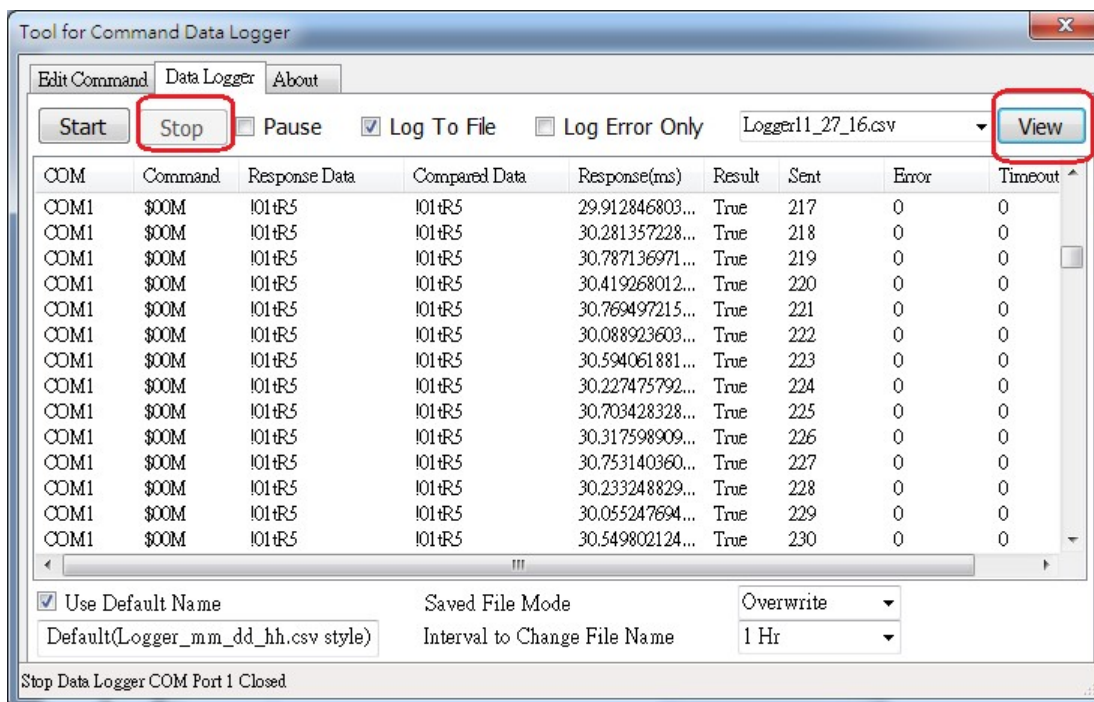 Tool for Command Data Logger
Edit Command Data Logger About
Start Stop Pause Log To File Log Error Only Logger11_27_16.csv View
COM Command Response Data Compared Data Response(ms) Result Sent Error Timeout
COM1 $00M !01tR5 !01tR5 29.912846803... True 217 0 0
COM1 $00M !01tR5 !01tR5 30.281357228... True 218 0 0
COM1 $00M !01tR5 !01tR5 30.787136971... True 219 0 0
COM1 $00M !01tR5 !01tR5 30.419268012... True 220 0 0
COM1 $00M !01tR5 !01tR5 30.769497215... True 221 0 0
COM1 $00M !01tR5 !01tR5 30.088923603... True 222 0 0
COM1 $00M !01tR5 !01tR5 30.594061881... True 223 0 0
COM1 $00M !01tR5 !01tR5 30.227475792... True 224 0 0
COM1 $00M !01tR5 !01tR5 30.703428328... True 225 0 0
COM1 $00M !01tR5 !01tR5 30.317598909... True 226 0 0
COM1 $00M !01tR5 !01tR5 30.753140360... True 227 0 0
COM1 $00M !01tR5 !01tR5 30.233248829... True 228 0 0
COM1 $00M !01tR5 !01tR5 30.055247694... True 229 0 0
COM1 $00M !01tR5 !01tR5 30.549802124... True 230 0 0
Use Default Name Saved File Mode Overwrite
Default(Logger_mm_dd_hh.csv style) Interval to Change File Name 1 Hr
Stop Data Logger COM Port 1 Closed